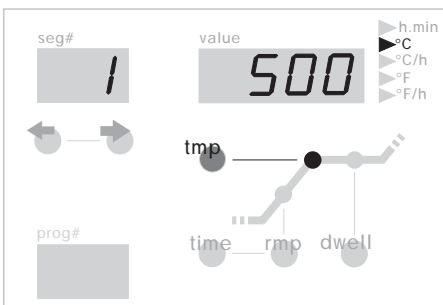 seg#
value
h.min
°C
°C/h
°F
°F/h
1
500
tmp
prog#
time
rmp
dwell